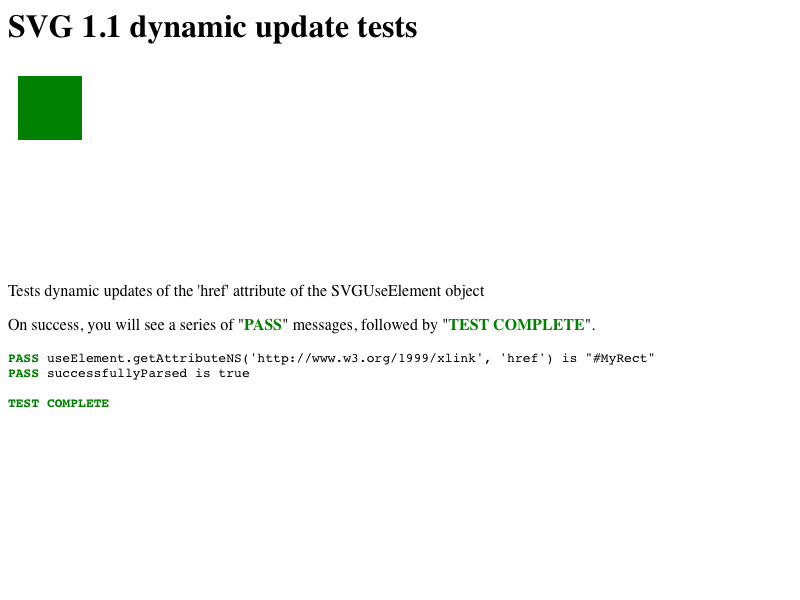 SVG 1.1 dynamic update tests
Tests dynamic updates of the 'href' attribute of the SVGUseElement object
On success, you will see a series of "PASS" messages, followed by "TEST COMPLETE".
PASS useElement.getAttributeNS('http://www.w3.org/1999/xlink', 'href') is "#MyRect"
PASS successfullyParsed is true
TEST COMPLETE